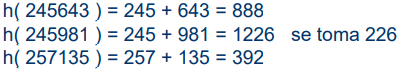 h( 245643 ) = 245 + 643 = 888
h( 245981 ) = 245 + 981 = 1226 se toma 226
h( 257135 ) = 257 + 135 = 392